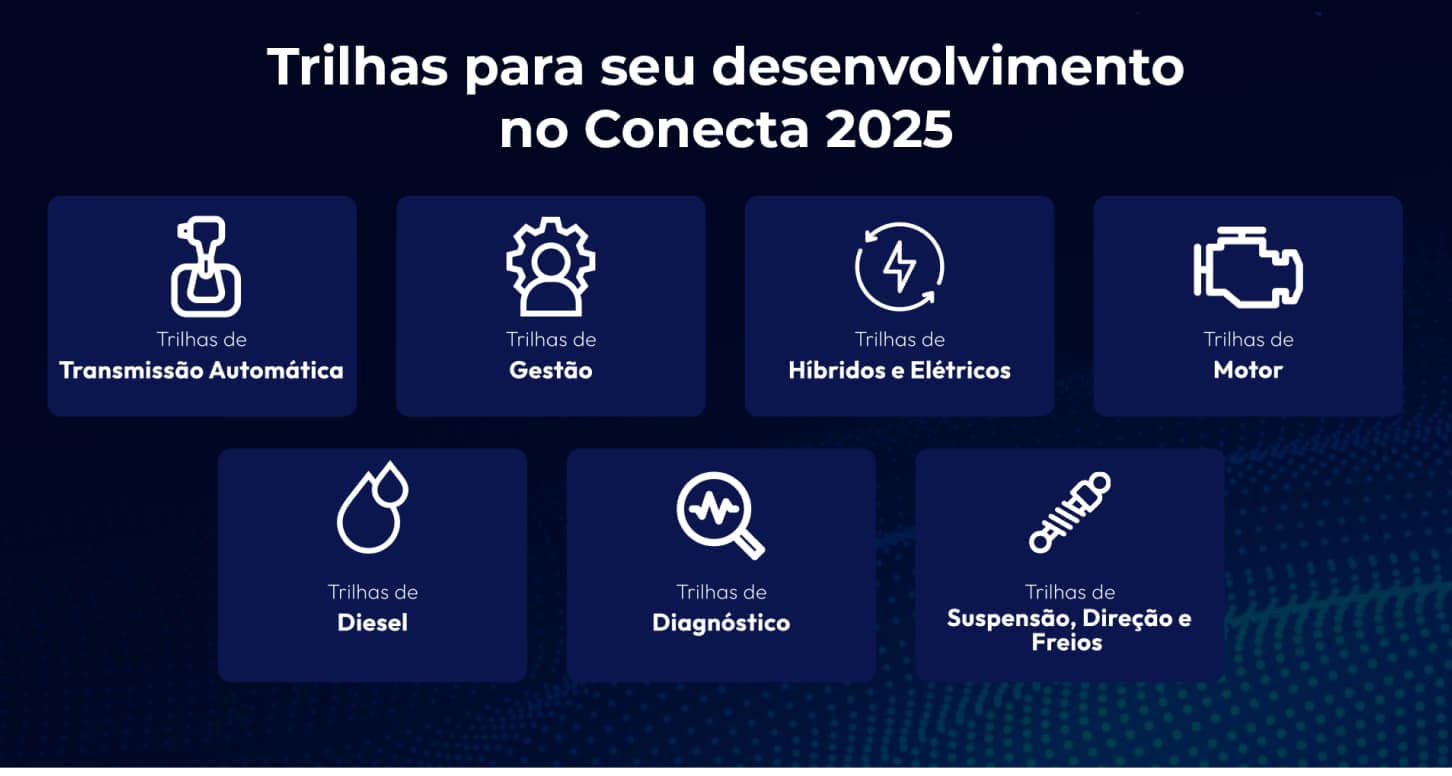 Trilhas para seu desenvolvimento
no Conecta 2025
Trilhas de
Transmissão Automática
Trilhas de
Gestão
Trilhas de
Híbridos e Elétricos
Trilhas de
Motor
Trilhas de
Diesel
Trilhas de
Diagnóstico
Trilhas de
Suspensão, Direção e
Freios